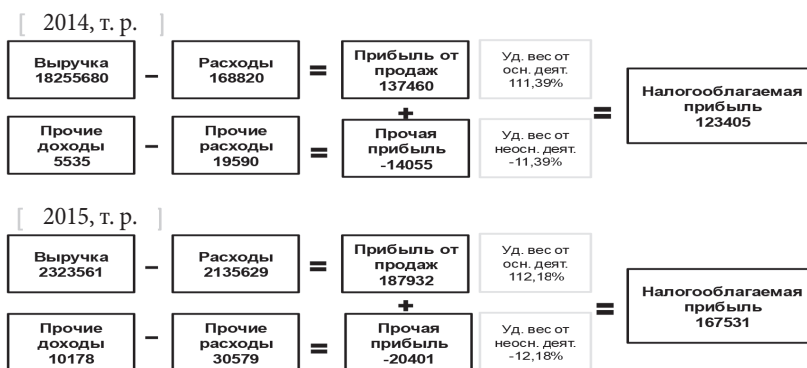 [ 2014, т. р. ]
Выручка
18255680
–
Расходы
168820
=
Прибыль от
продаж
137460
Уд. вес от
осн. деят.
111,39%
+
=
Налогооблагаемая
прибыль
123405
Прочие
доходы
5535
–
Прочие
расходы
19590
=
Прочая
прибыль
-14055
Уд. вес от
неосн. деят.
-11,39%
[ 2015, т. р. ]
Выручка
2323561
–
Расходы
2135629
=
Прибыль от
продаж
187932
Уд. вес от
осн. деят.
112,18%
+
=
Налогооблагаемая
прибыль
167531
Прочие
доходы
10178
–
Прочие
расходы
30579
=
Прочая
прибыль
-20401
Уд. вес от
неосн. деят.
-12,18%